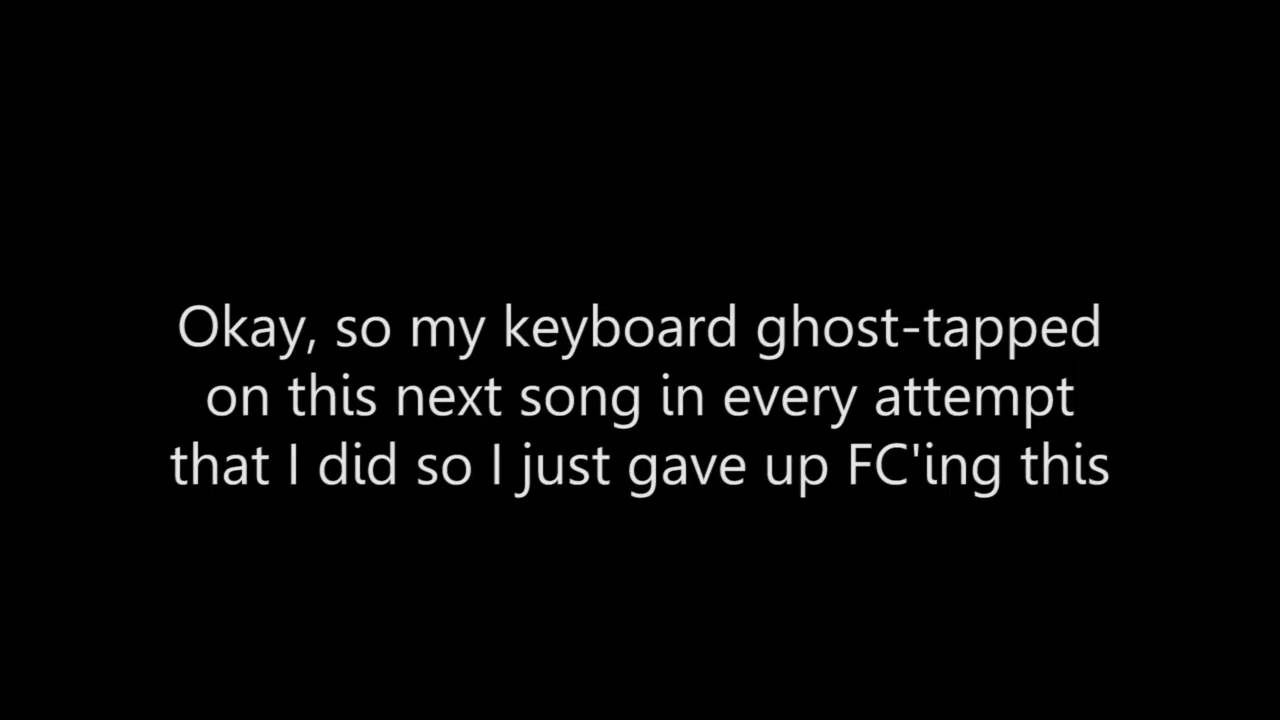 Okay, so my keyboard ghost-tapped
on this next song in every attempt
that I did so I just gave up FC'ing this